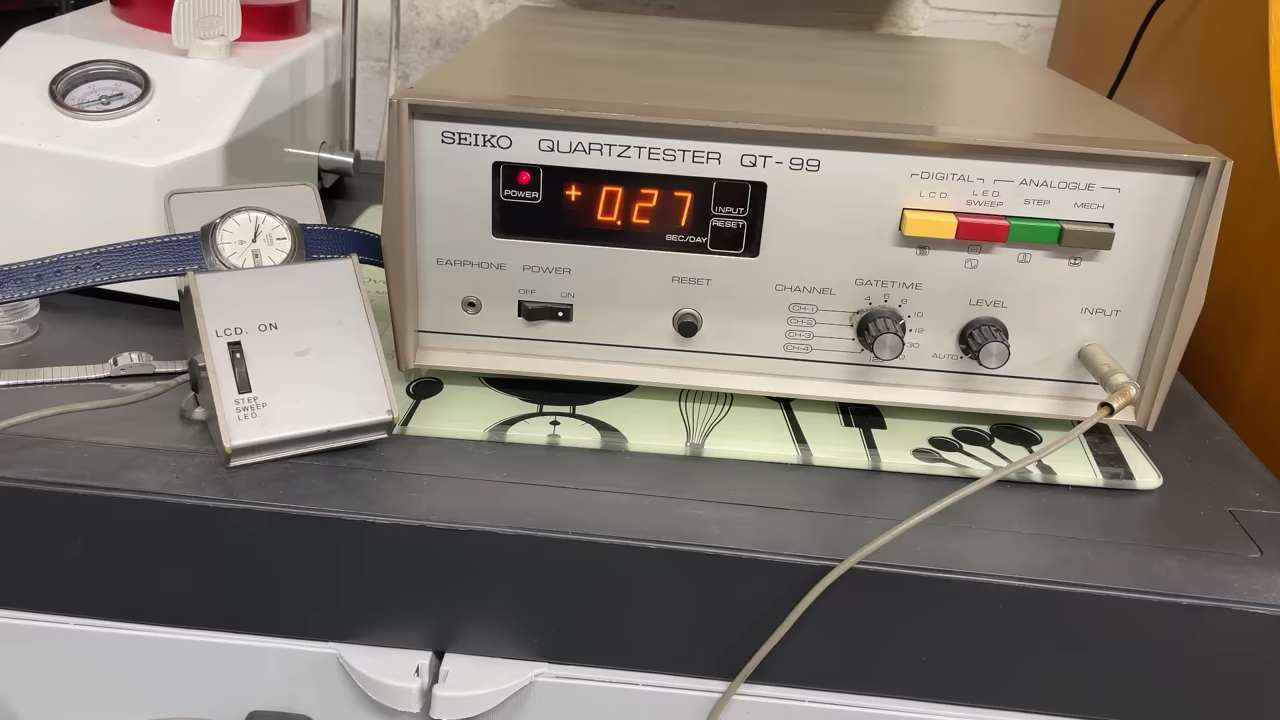 SEIKO QUARTZTESTER QT-99
POWER
+0.27
INPUT
RESET
SEC/DAY
DIGITAL ANALOGUE
LCD. LED. SWEEP STEP MECH
EARPHONE
POWER
OFF ON
RESET
CHANNEL
CH-1
CH-2
CH-3
CH-4
GATETIME
4 6 8
10
12
30
LEVEL
AUTO
INPUT
LCD. ON
STEP
SWEEP
LED.